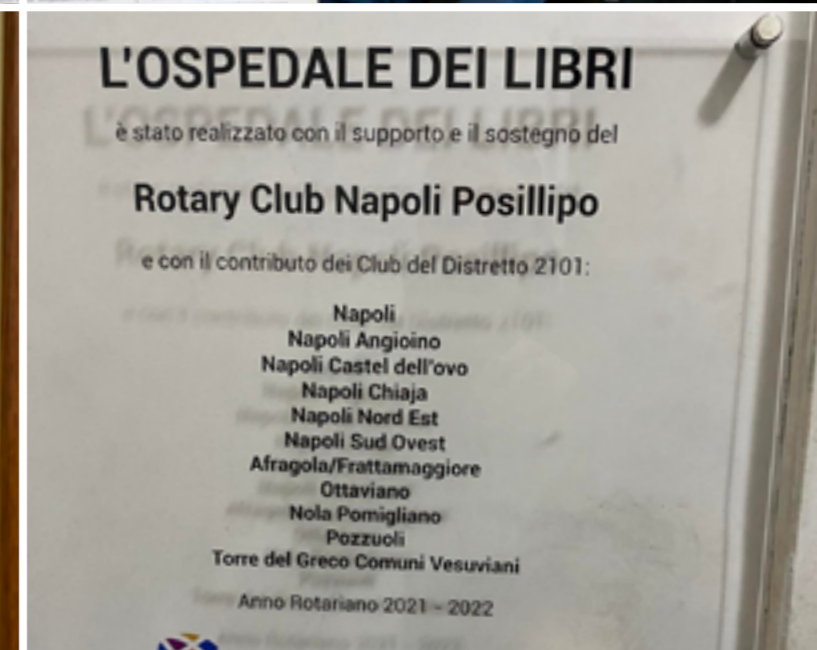 L'OSPEDALE DEI LIBRI
è stato realizzato con il supporto e il sostegno del
Rotary Club Napoli Posillipo
e con il contributo dei Club del Distretto 2101:
Napoli
Napoli Angioino
Napoli Castel dell"ovo
Napoli Chiaja
Napoli Nord Est
Napoli Sud Ovest
Afragola/Frattamaggiore
Ottaviano
Nola Pomigliano
Pozzuoli
Torre del Greco Comuni Vesuviani
Anno Rotariano 2021 - 2022